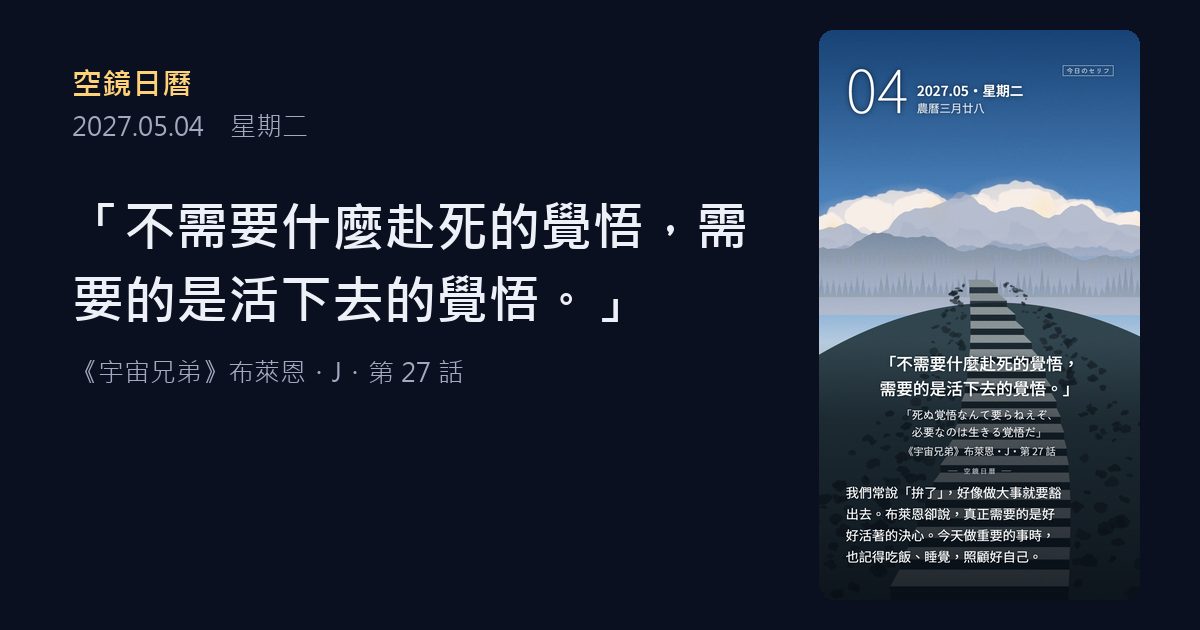 空鏡日曆
2027.05.04 星期二
「不需要什麼赴死的覺悟，需
要的是活下去的覺悟。」
《宇宙兄弟》布萊恩・J・第 27 話
04
2027.05・星期二
農曆三月廿八
今日のセリフ
「不需要什麼赴死的覺悟，
需要的是活下去的覺悟。」
「死ぬ覚悟なんて要らねえぞ、
必要なのは生きる覚悟だ」
《宇宙兄弟》布萊恩・J・第 27 話
— 空鏡日曆 —
我們常說「拚了」，好像做大事就要豁
出去。布萊恩卻說，真正需要的是好
好活著的決心。今天做重要的事時，
也記得吃飯、睡覺，照顧好自己。